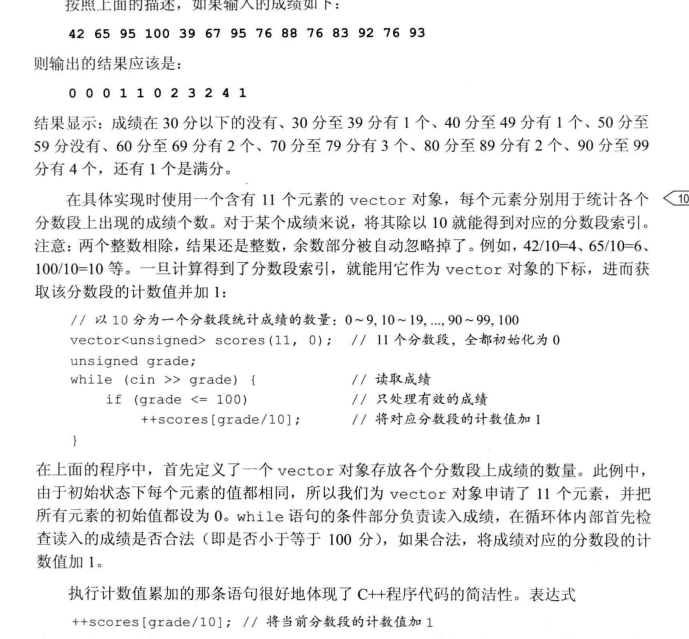 按照上面的描述，如果输入的成绩如下：
42 65 95 100 39 67 95 76 88 76 83 92 76 93
则输出的结果应该是：
0 0 0 1 1 0 2 3 2 4 1
结果显示：成绩在 30 分以下的没有、30 分至 39 分有 1 个、40 分至 49 分有 1 个、50 分至
59 分没有、60 分至 69 分有 2 个、70 分至 79 分有 3 个、80 分至 89 分有 2 个、90 分至 99
分有 4 个，还有 1 个是满分。
在具体实现时使用一个含有 11 个元素的 vector 对象，每个元素分别用于统计各个
10
分数段上出现的成绩个数。对于某个成绩来说，将其除以 10 就能得到对应的分数段索引。
注意：两个整数相除，结果还是整数，余数部分被自动忽略掉了。例如，42/10=4、65/10=6、
100/10=10 等。一旦计算得到了分数段索引，就能用它作为 vector 对象的下标，进而获
取该分数段的计数值并加 1：
// 以 10 分为一个分数段统计成绩的数量：0~9, 10~19, ..., 90~99, 100
vector<unsigned> scores(11, 0); // 11 个分数段，全都初始化为 0
unsigned grade;
while (cin >> grade) { // 读取成绩
if (grade <= 100) // 只处理有效的成绩
++scores[grade/10]; // 将对应分数段的计数值加 1
}
在上面的程序中，首先定义了一个 vector 对象存放各个分数段上成绩的数量。此例中，
由于初始状态下每个元素的值都相同，所以我们为 vector 对象申请了 11 个元素，并把
所有元素的初始值都设为 0。while 语句的条件部分负责读入成绩，在循环体内部首先检
查读入的成绩是否合法（即是否小于等于 100 分），如果合法，将成绩对应的分数段的计
数值加 1。
执行计数值累加的那条语句很好地体现了 C++程序代码的简洁性。表达式
++scores[grade/10]; // 将当前分数段的计数值加 1